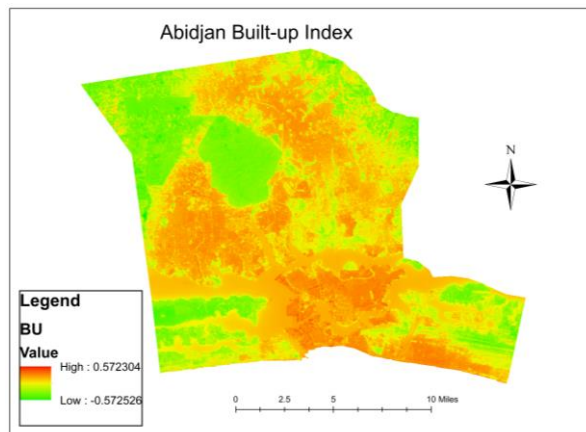 Abidjan Built-up Index
N
Legend
BU
Value
High : 0.572304
Low : -0.572526
0 2.5 5 10 Miles